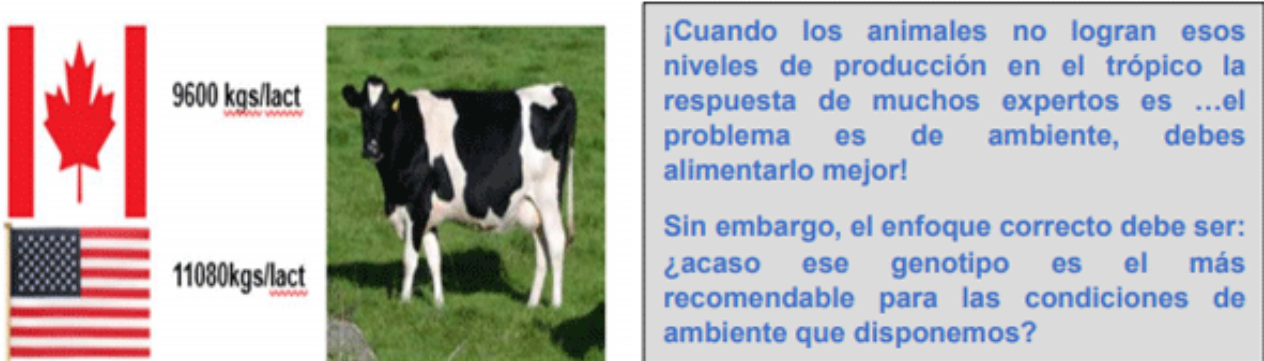 9600 kgs/lact
11080kgs/lact
¡Cuando los animales no logran esos
niveles de producción en el trópico la
respuesta de muchos expertos es ...el
problema es de ambiente, debes
alimentarlo mejor!
Sin embargo, el enfoque correcto debe ser:
¿acaso ese genotipo es el más
recomendable para las condiciones de
ambiente que disponemos?